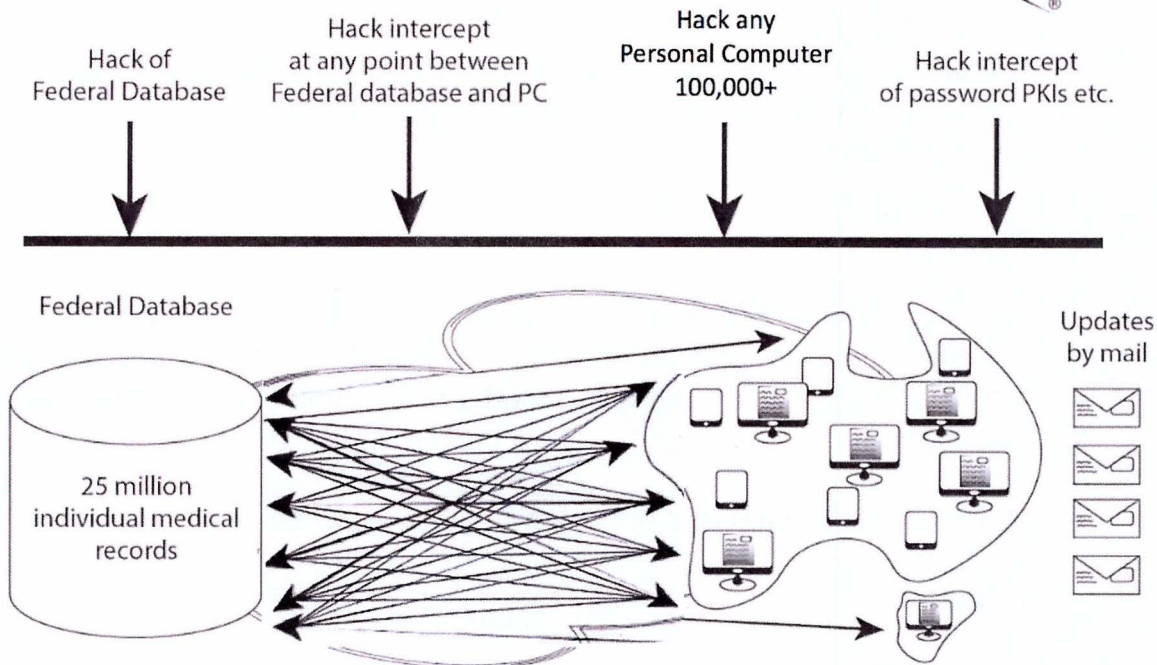 Hack of
Federal Database
Hack intercept
at any point between
Federal database and PC
Hack any
Personal Computer
100,000+
Hack intercept
of password PKIs etc.
®
Federal Database
25 million
individual medical
records
Updates
by mail